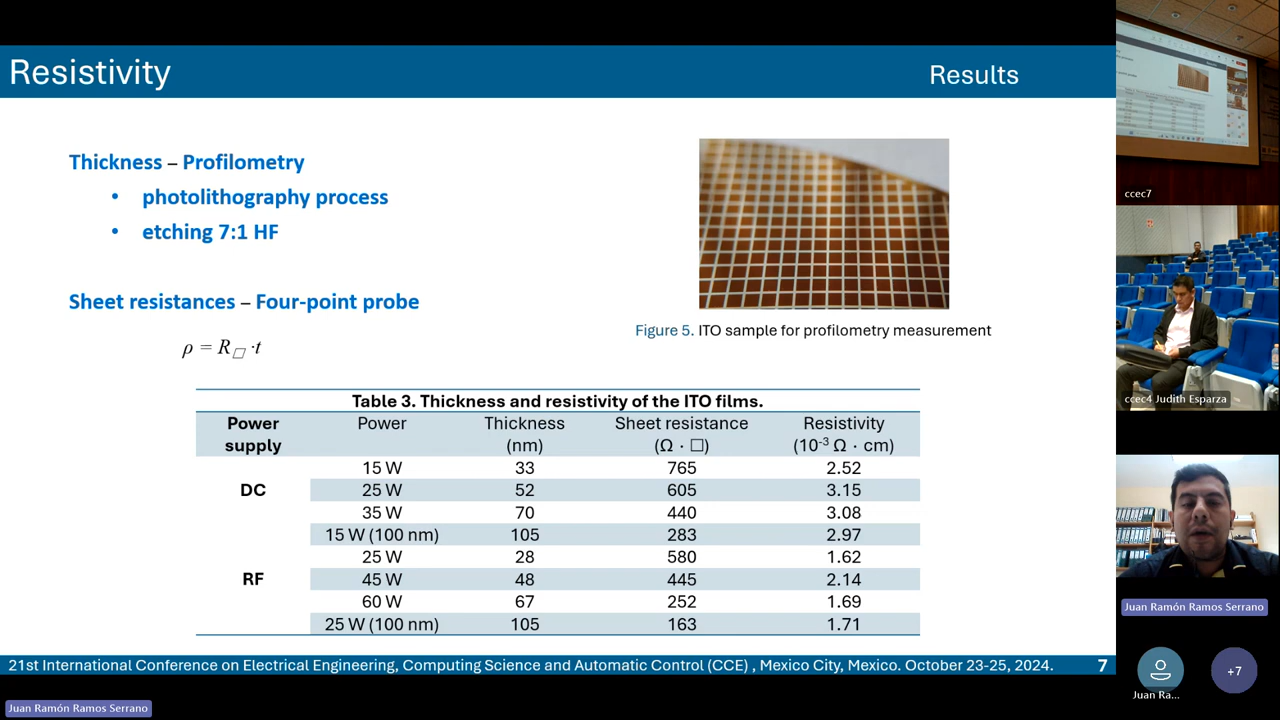 Resistivity
Results
Thickness – Profilometry
• photolithography process
• etching 7:1 HF
Sheet resistances – Four-point probe
ρ = R□ ·t
Figure 5. ITO sample for profilometry measurement
Table 3. Thickness and resistivity of the ITO films.
Power supply Power Thickness (nm) Sheet resistance (Ω · □) Resistivity (10-3 Ω · cm)
DC
15 W 33 765 2.52
25 W 52 605 3.15
35 W 70 440 3.08
15 W (100 nm) 105 283 2.97
RF
25 W 28 580 1.62
45 W 48 445 2.14
60 W 67 252 1.69
25 W (100 nm) 105 163 1.71
21st International Conference on Electrical Engineering, Computing Science and Automatic Control (CCE) , Mexico City, Mexico. October 23-25, 2024.
7
Juan Ramón Ramos Serrano
ccec7
ccec4 Judith Esparza
Juan Ramón Ramos Serrano
Juan Ra...
+7